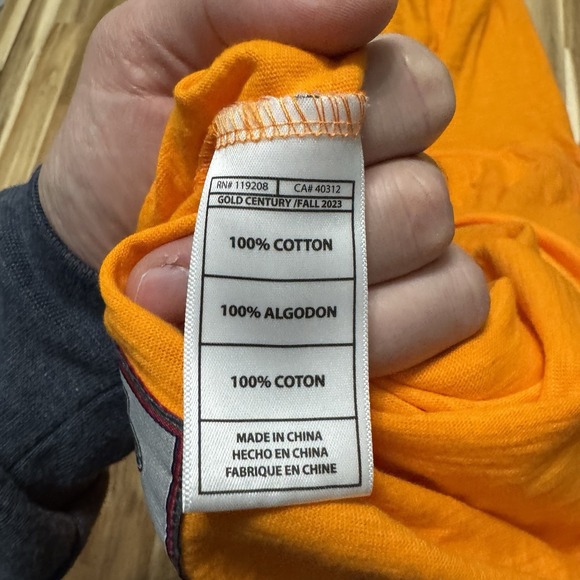 RN# 119208 CA# 40312
GOLD CENTURY /FALL 2023
100% COTTON
100% ALGODON
100% COTON
MADE IN CHINA
HECHO EN CHINA
FABRIQUE EN CHINE